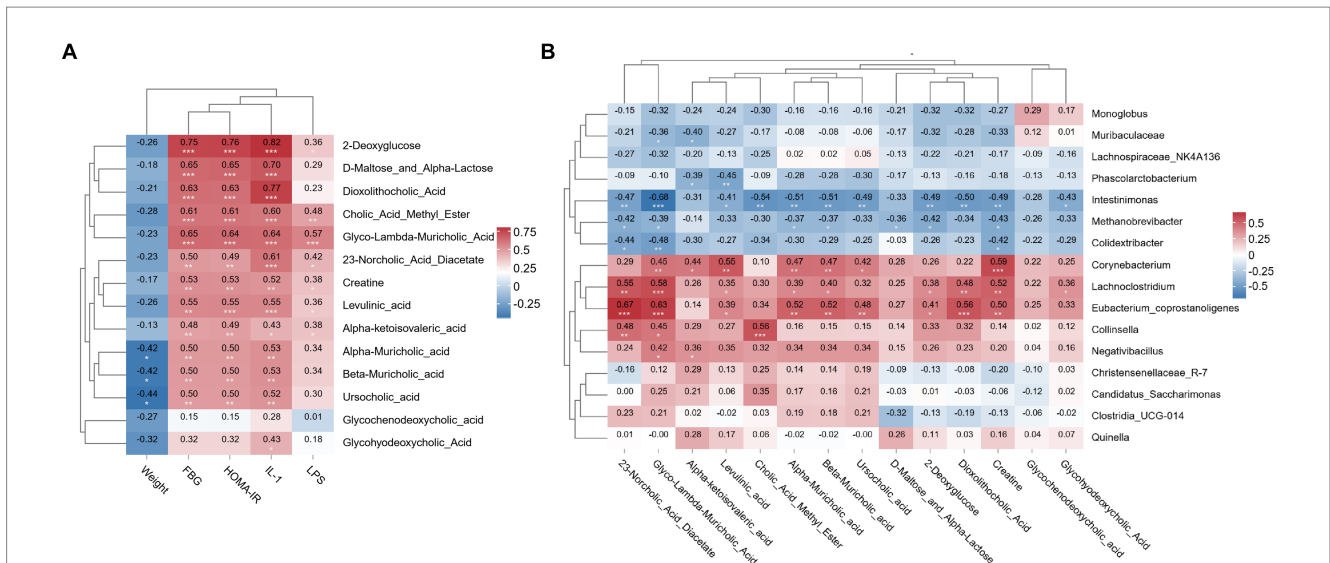 A
B
-0.26 0.75 0.76 0.82 0.36 2-Deoxyglucose
*** *** ***
-0.18 0.65 0.65 0.70 0.29 D-Maltose_and_Alpha-Lactose
*** *** ***
-0.21 0.63 0.63 0.77 0.23 Dioxolithocholic_Acid
*** *** ***
-0.28 0.61 0.61 0.60 0.48 Cholic_Acid_Methyl_Ester
*** *** *** **
-0.23 0.65 0.64 0.64 0.57 Glyco-Lambda-Muricholic_Acid
*** *** *** ***
-0.23 0.50 0.49 0.61 0.42 23-Norcholic_Acid_Diacetate
** ** *** *
-0.17 0.53 0.53 0.52 0.38 Creatine
** ** ** *
-0.26 0.55 0.55 0.55 0.36 Levulinic_acid
** *** *** *
-0.13 0.48 0.49 0.43 0.38 Alpha-ketoisovaleric_acid
** ** * *
-0.42 0.50 0.50 0.53 0.34 Alpha-Muricholic_acid
* ** ** **
-0.42 0.50 0.50 0.53 0.34 Beta-Muricholic_acid
* ** ** **
-0.44 0.50 0.50 0.52 0.30 Ursocholic_acid
* ** ** **
-0.27 0.15 0.15 0.28 0.01 Glycochenodeoxycholic_acid
-0.32 0.32 0.32 0.43 0.18 Glycohyodeoxycholic_Acid
*
Weight FBG HOMA-IR IL-1 LPS
0.75
0.50
0.25
0
-0.25
-0.15 -0.32 -0.24 -0.24 -0.30 -0.16 -0.16 -0.16 -0.21 -0.32 -0.32 -0.27 0.29 0.17 Monoglobus
-0.21 -0.36 -0.40 -0.27 -0.17 -0.08 -0.08 -0.06 -0.17 -0.32 -0.28 -0.33 0.12 0.01 Muribaculaceae
* *
-0.27 -0.32 -0.20 -0.13 -0.25 0.02 0.02 0.05 -0.13 -0.22 -0.21 -0.17 -0.09 -0.16 Lachnospiraceae_NK4A136
-0.09 -0.10 -0.39 -0.45 -0.09 -0.28 -0.28 -0.30 -0.17 -0.13 -0.16 -0.18 -0.13 -0.13 Phascolarctobacterium
* **
-0.47 -0.68 -0.31 -0.41 -0.54 -0.51 -0.51 -0.49 -0.33 -0.49 -0.50 -0.49 -0.28 -0.43 Intestinimonas
** *** * ** ** ** ** ** ** ** *
-0.42 -0.39 -0.14 -0.33 -0.30 -0.37 -0.37 -0.33 -0.36 -0.42 -0.34 -0.43 -0.26 -0.33 Methanobrevibacter
* * * * * * * *
-0.44 -0.48 -0.30 -0.27 -0.34 -0.30 -0.29 -0.25 -0.03 -0.26 -0.23 -0.42 -0.22 -0.29 Colidextribacter
** ** *
0.29 0.45 0.44 0.55 0.10 0.47 0.47 0.42 0.28 0.26 0.22 0.59 0.22 0.25 Corynebacterium
** * ** ** ** * ***
0.55 0.58 0.26 0.35 0.30 0.39 0.40 0.32 0.25 0.38 0.48 0.52 0.22 0.36 Lachnoclostridium
** *** * * * * ** ** *
0.67 0.63 0.14 0.39 0.34 0.52 0.52 0.48 0.27 0.41 0.56 0.50 0.25 0.33 Eubacterium_coprostanoligenes
*** *** * ** ** ** * *** **
0.48 0.45 0.29 0.27 0.56 0.16 0.15 0.15 0.14 0.33 0.32 0.14 0.02 0.12 Collinsella
** * ***
0.24 0.42 0.36 0.35 0.32 0.34 0.34 0.34 0.15 0.26 0.23 0.20 0.04 0.16 Negativibacillus
* *
-0.16 0.12 0.29 0.13 0.25 0.14 0.14 0.19 -0.09 -0.13 -0.08 -0.20 -0.10 0.03 Christensenellaceae_R-7
0.00 0.25 0.21 0.06 0.35 0.17 0.16 0.21 -0.03 0.01 -0.03 -0.06 -0.12 0.02 Candidatus_Saccharimonas
0.23 0.21 0.02 -0.02 0.03 0.19 0.18 0.21 -0.32 -0.13 -0.19 -0.13 -0.06 -0.02 Clostridia_UCG-014
0.01 -0.00 0.28 0.17 0.06 -0.02 -0.02 -0.00 0.26 0.11 0.03 0.16 0.04 0.07 Quinella
23-Norcholic_Acid_Diacetate
Glyco-Lambda-Muricholic_Acid
Alpha-ketoisovaleric_acid
Levulinic_acid
Cholic_Acid_Methyl_Ester
Alpha-Muricholic_acid
Beta-Muricholic_acid
Ursocholic_acid
D-Maltose_and_Alpha-Lactose
2-Deoxyglucose
Dioxolithocholic_Acid
Creatine
Glycochenodeoxycholic_acid
Glycohyodeoxycholic_Acid
0.5
0.25
0
-0.25
-0.5